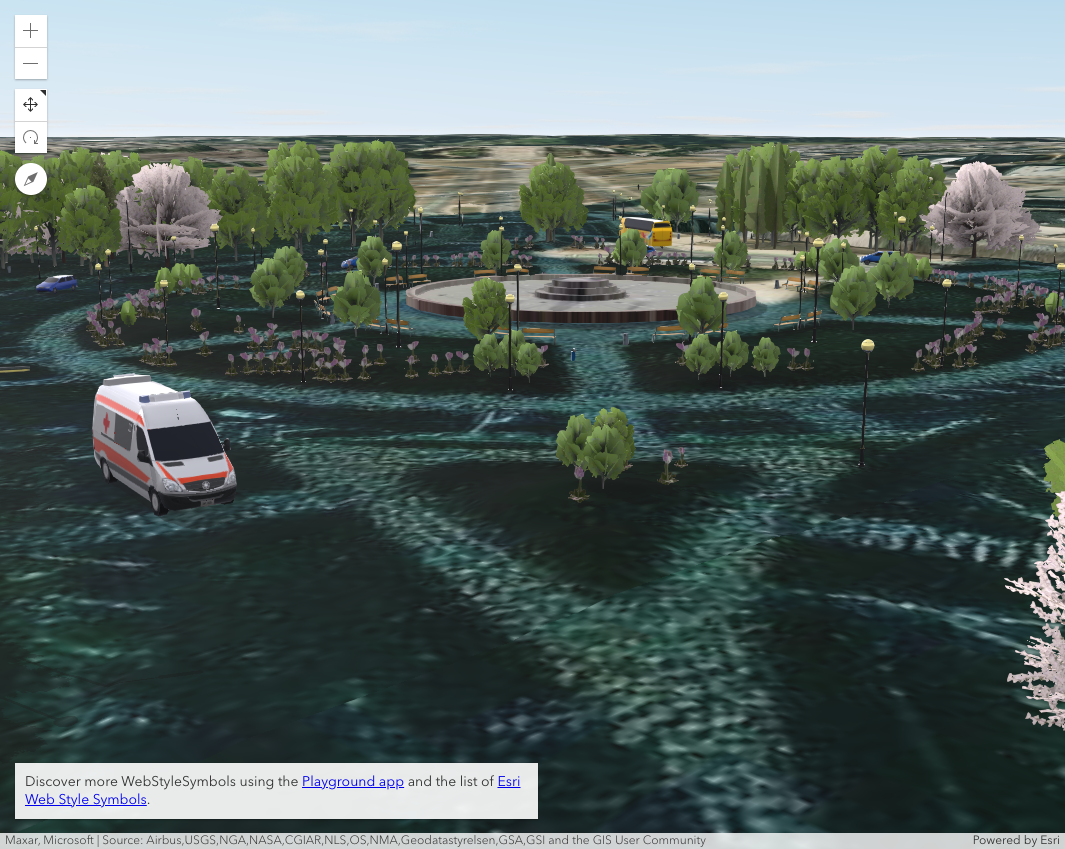 Discover more WebStyleSymbols using the Playground app and the list of Esri
Web Style Symbols.
Maxar, Microsoft | Source: Airbus,USGS,NGA,NASA,CGIAR,NLS,OS,NMA,Geodatastyrelsen,GSA,GSI and the GIS User Community
Powered by Esri